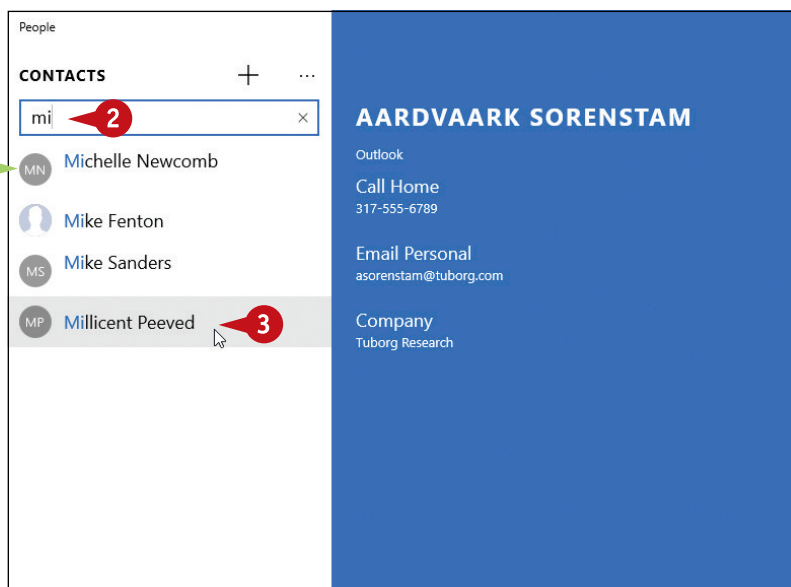 People
CONTACTS
mi
2
MN
Michelle Newcomb
Mike Fenton
MS
Mike Sanders
MP
Millicent Peeved
3
AARDVAARK SORENSTAM
Outlook
Call Home
317-555-6789
Email Personal
asorenstam@tuborg.com
Company
Tuborg Research